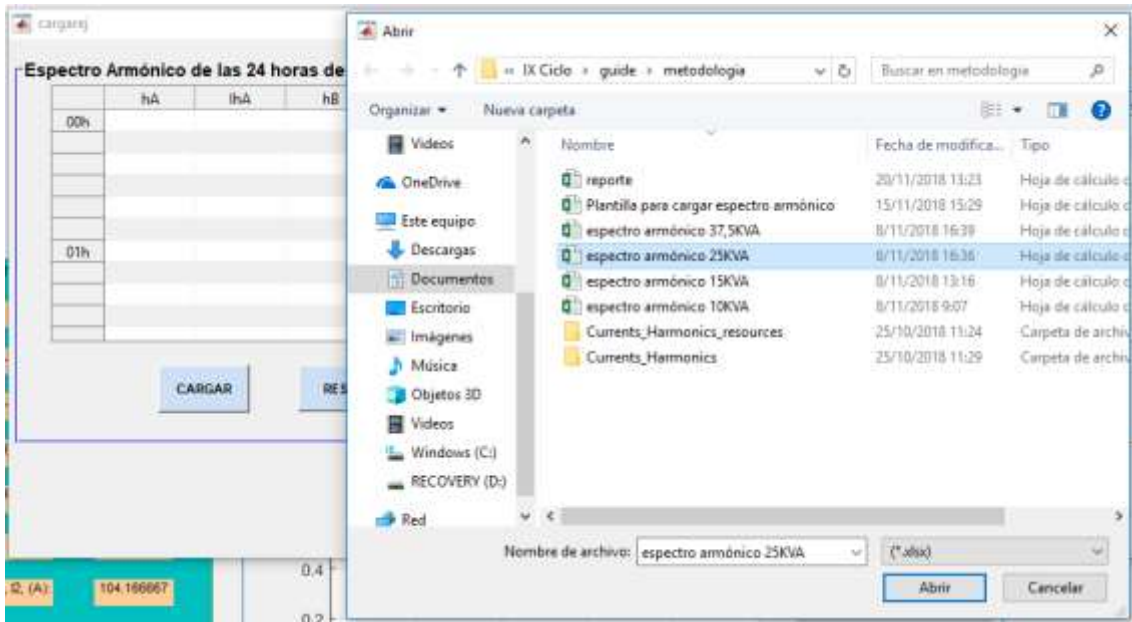 cargarej
Espectro Armónico de las 24 horas de
hA IhA hB
00h
01h
CARGAR
RES
I2, (A): 104.166667
0.4
0.2
Abrir
« IX Ciclo › guide › metodologia
Buscar en metodologia
Organizar
Nueva carpeta
Videos
OneDrive
Este equipo
Descargas
Documentos
Escritorio
Imágenes
Música
Objetos 3D
Videos
Windows (C:)
RECOVERY (D:)
Red
Nombre Fecha de modifica... Tipo
reporte 20/11/2018 13:23 Hoja de cálculo d
Plantilla para cargar espectro armónico 15/11/2018 15:29 Hoja de cálculo d
espectro armónico 37,5KVA 8/11/2018 16:39 Hoja de cálculo d
espectro armónico 25KVA 8/11/2018 16:36 Hoja de cálculo d
espectro armónico 15KVA 8/11/2018 13:16 Hoja de cálculo d
espectro armónico 10KVA 8/11/2018 9:07 Hoja de cálculo d
Currents_Harmonics_resources 25/10/2018 11:24 Carpeta de archiv
Currents_Harmonics 25/10/2018 11:29 Carpeta de archiv
Nombre de archivo: espectro armónico 25KVA (*.xlsx)
Abrir Cancelar